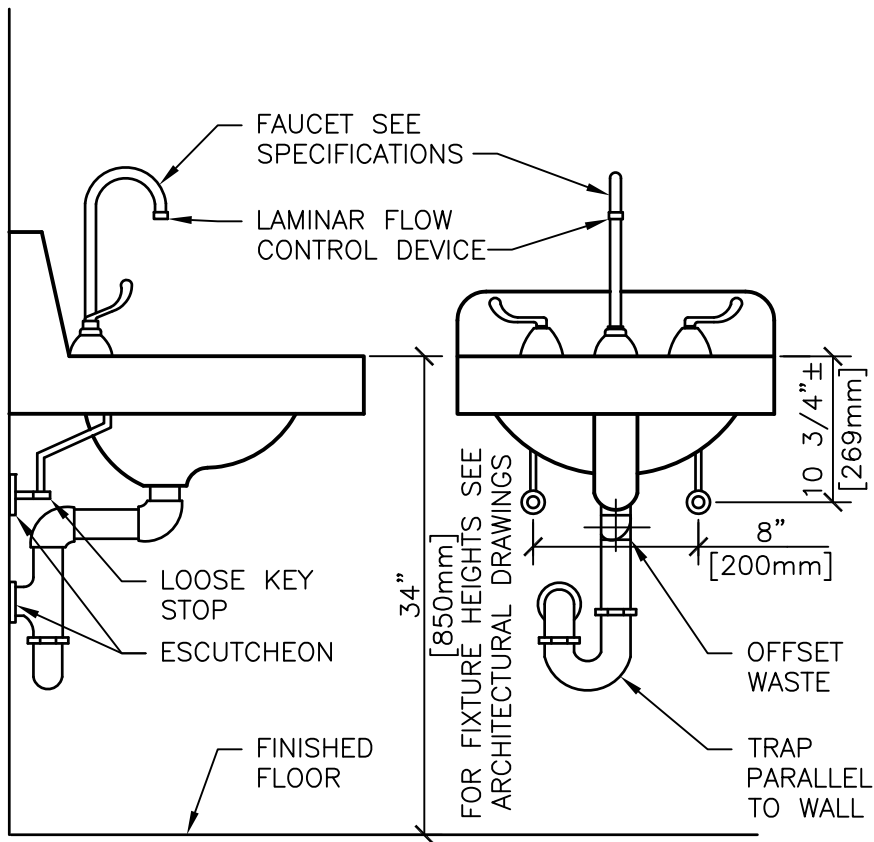 FAUCET SEE
SPECIFICATIONS
LAMINAR FLOW
CONTROL DEVICE
10 3/4"±
[269mm]
8"
[200mm]
34"
[850mm]
FOR FIXTURE HEIGHTS SEE
ARCHITECTURAL DRAWINGS
LOOSE KEY
STOP
ESCUTCHEON
OFFSET
WASTE
FINISHED
FLOOR
TRAP
PARALLEL
TO WALL